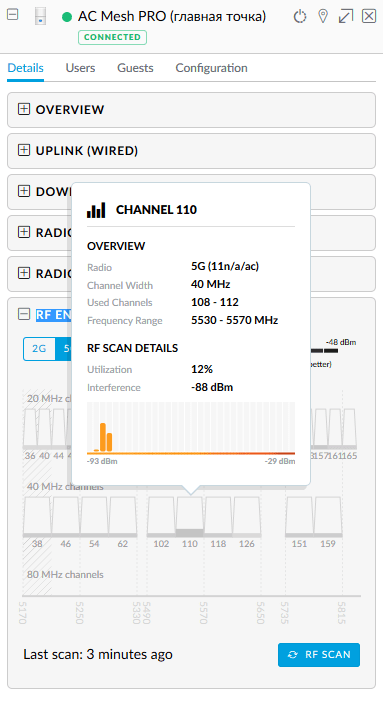 AC Mesh PRO (главная точка)
CONNECTED
Details Users Guests Configuration
OVERVIEW
UPLINK (WIRED)
DOW
RADIO
RADIO
RF EN
2G 5
-48 dBm
better)
CHANNEL 110
OVERVIEW
Radio 5G (11n/a/ac)
Channel Width 40 MHz
Used Channels 108 - 112
Frequency Range 5530 - 5570 MHz
RF SCAN DETAILS
Utilization 12%
Interference -88 dBm
-93 dBm -29 dBm
20 MHz cha
36 40 44 157 161 165
40 MHz channels
38 46 54 62 102 110 118 126 151 159
80 MHz channels
5170 5250 5330 5490 5570 5650 5735 5815
Last scan: 3 minutes ago
RF SCAN